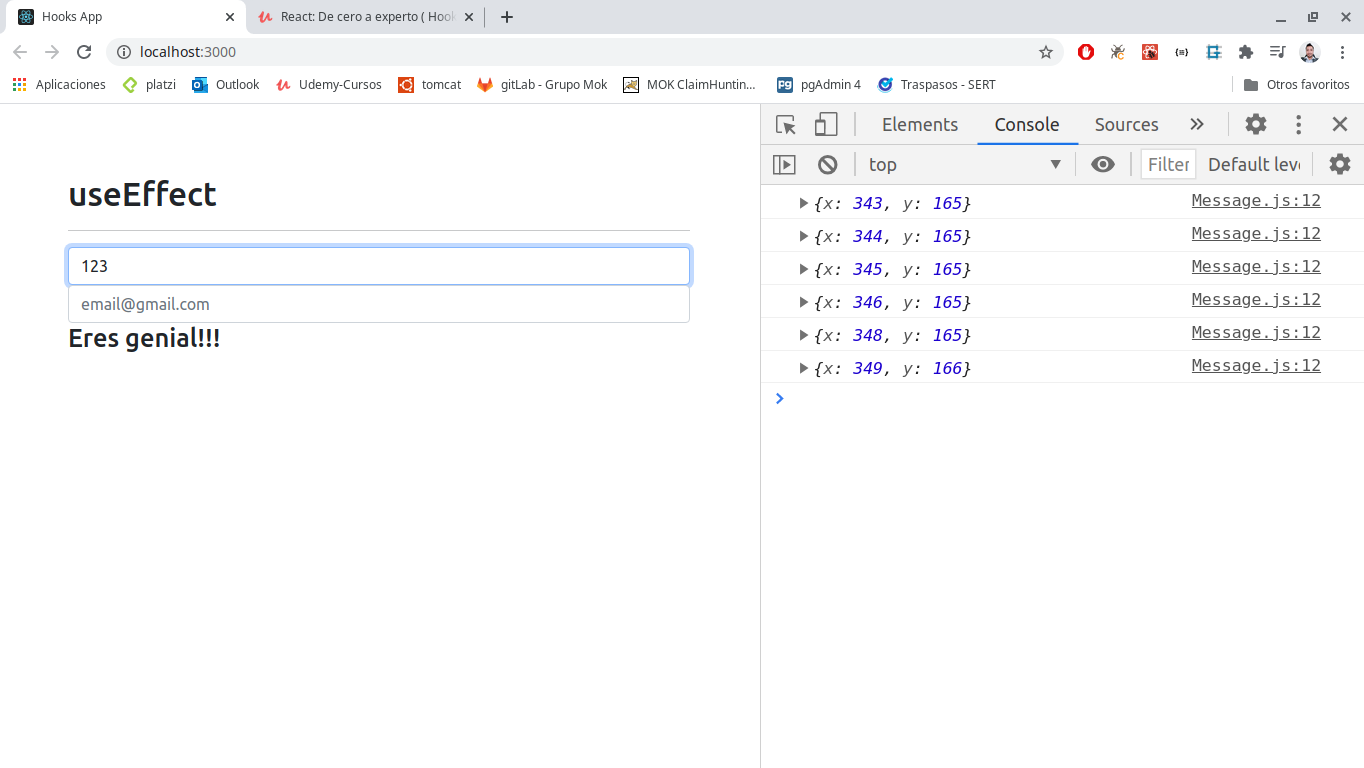 Hooks App
React: De cero a experto ( Hook
localhost:3000
Aplicaciones
platzi
Outlook
Udemy-Cursos
tomcat
gitLab - Grupo Mok
MOK ClaimHuntin...
pgAdmin 4
Traspasos - SERT
Otros favoritos
useEffect
123
email@gmail.com
Eres genial!!!
Elements
Console
Sources
top
Filter
Default leve
{x: 343, y: 165} Message.js:12
{x: 344, y: 165} Message.js:12
{x: 345, y: 165} Message.js:12
{x: 346, y: 165} Message.js:12
{x: 348, y: 165} Message.js:12
{x: 349, y: 166} Message.js:12